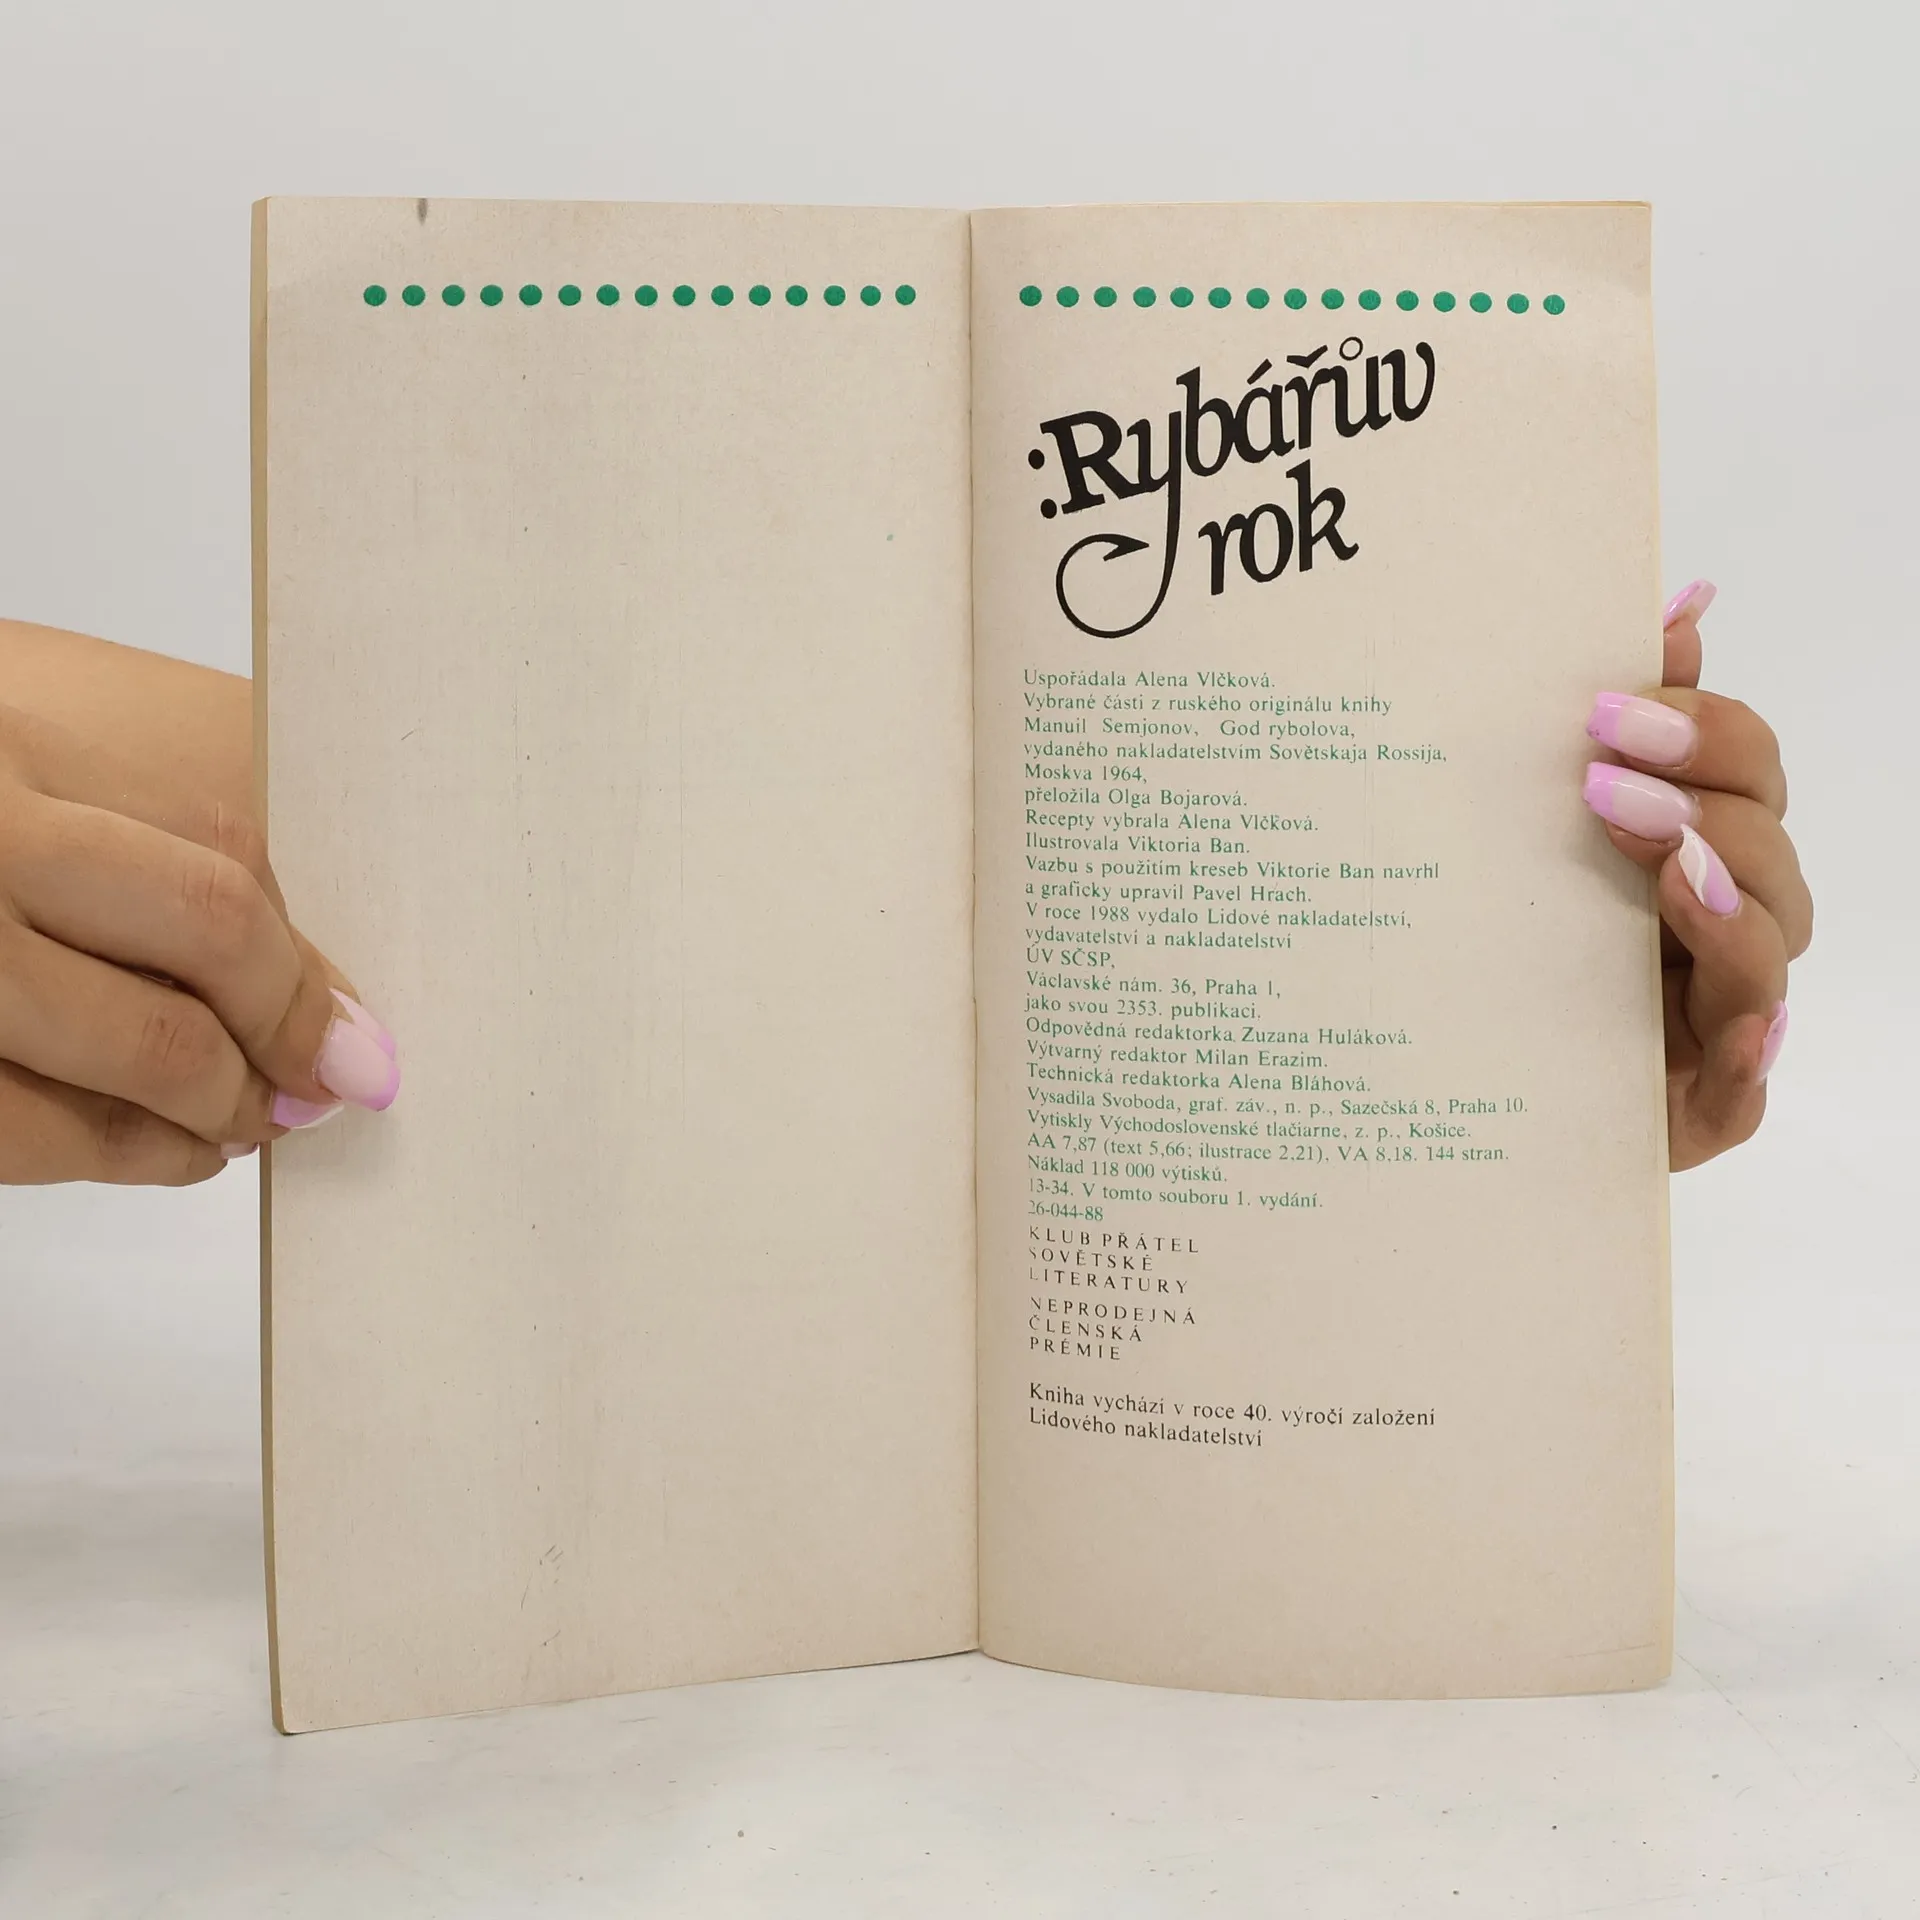 Rybářův
rok
Uspořádala Alena Vlčková.
Vybrané části z ruského originálu knihy
Manuil Semjonov, God rybolova,
vydaného nakladatelstvím Sovětskaja Rossija,
Moskva 1964,
přeložila Olga Bojarová.
Recepty vybrala Alena Vlčková.
Ilustrovala Viktoria Ban.
Vazbu s použitím kreseb Viktorie Ban navrhl
a graficky upravil Pavel Hrach.
V roce 1988 vydalo Lidové nakladatelství,
vydavatelství a nakladatelství
ÚV SČSP,
Václavské nám. 36, Praha 1,
jako svou 2353. publikaci.
Odpovědná redaktorka Zuzana Huláková.
Výtvarný redaktor Milan Erazim.
Technická redaktorka Alena Bláhová.
Vysadila Svoboda, graf. záv., n. p., Sazečská 8, Praha 10.
Vytiskly Východoslovenské tlačiarne, z. p., Košice.
AA 7,87 (text 5,66; ilustrace 2,21), VA 8,18. 144 stran.
Náklad 118 000 výtisků.
13-34. V tomto souboru 1. vydání.
26-044-88
KLUB PŘÁTEL
SOVĚTSKÉ
LITERATURY
NEPRODEJNÁ
ČLENSKÁ
PRÉMIE
Kniha vychází v roce 40. výročí založení
Lidového nakladatelství